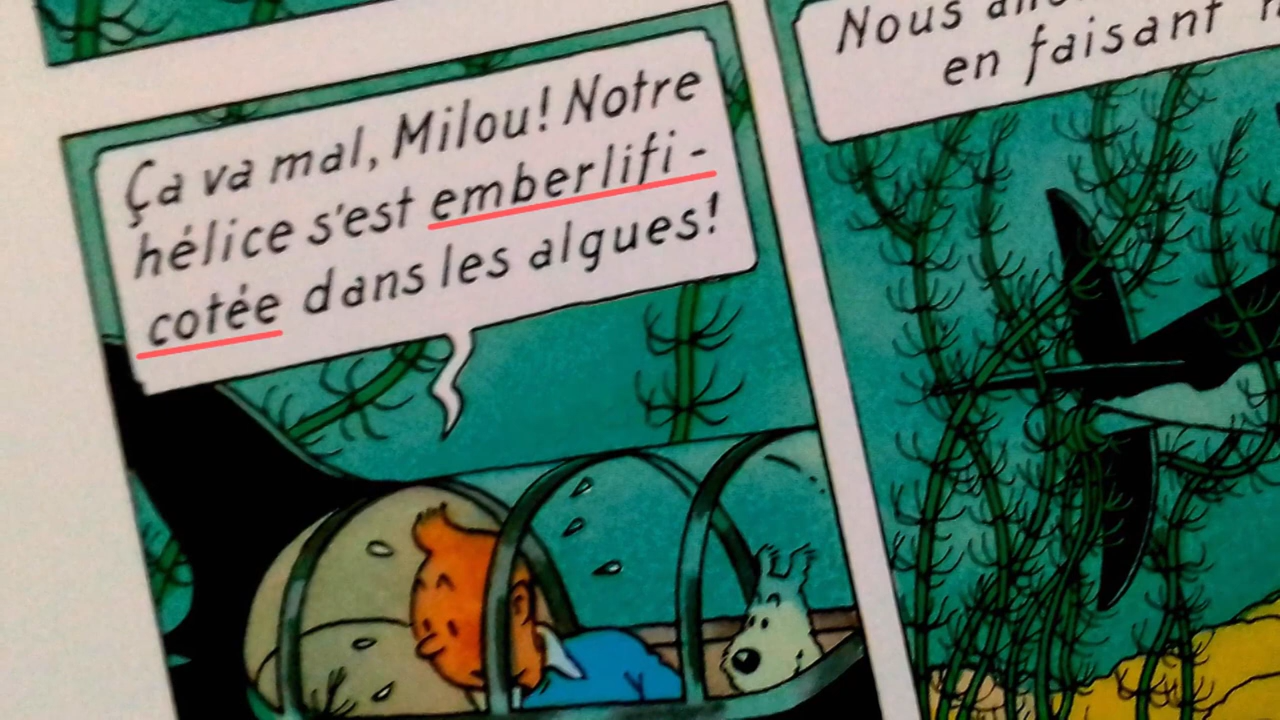 Ça va mal, Milou! Notre
hélice s'est emberlifi-
cotée dans les algues!
Nous
en faisant